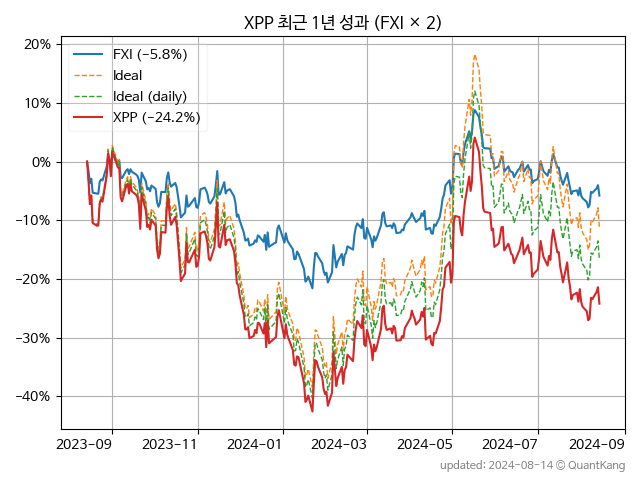 XPP 최근 1년 성과 (FXI × 2)
FXI (−5.8%)
Ideal
Ideal (daily)
XPP (−24.2%)
20%
10%
0%
−10%
−20%
−30%
−40%
2023−09
2023−11
2024−01
2024−03
2024−05
2024−07
2024−09
updated: 2024−08−14 © QuantKang